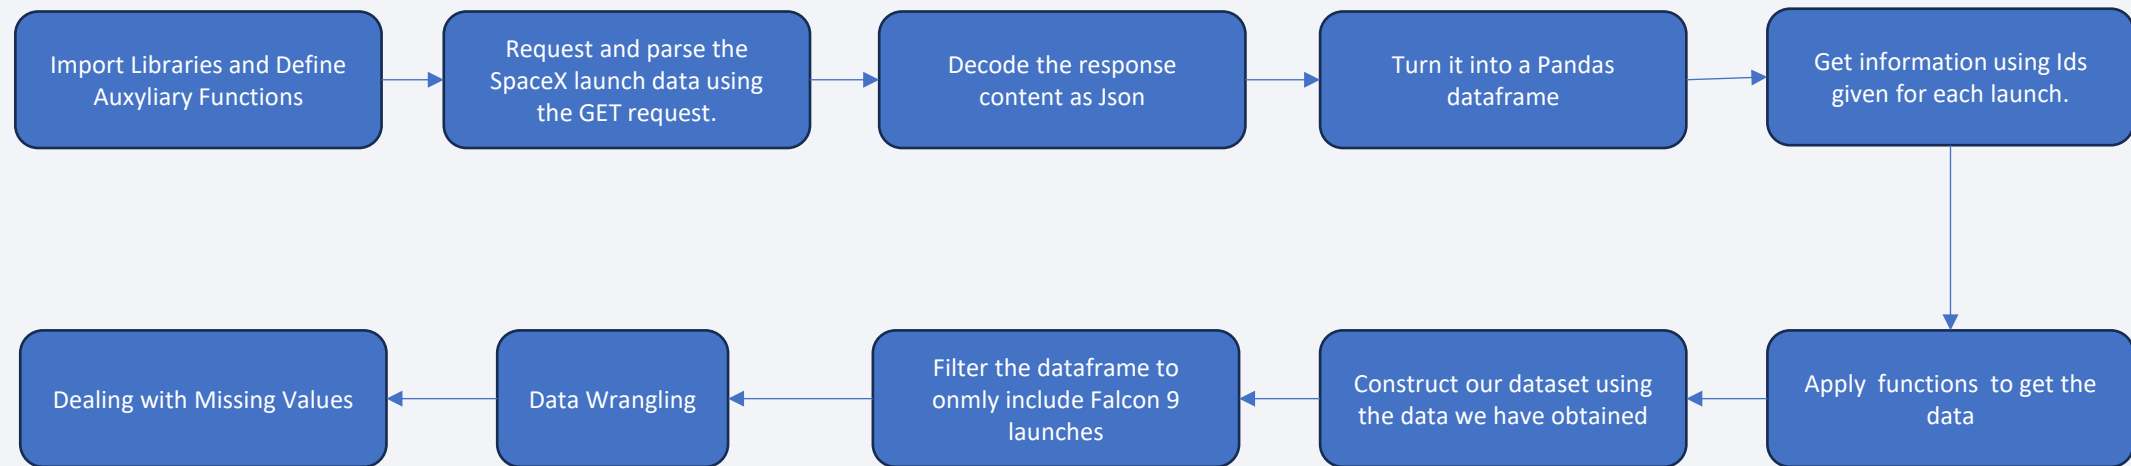 Import Libraries and Define
Auxyliary Functions
Request and parse the
SpaceX launch data using
the GET request.
Decode the response
content as Json
Turn it into a Pandas
dataframe
Get information using Ids
given for each launch.
Apply functions to get the
data
Construct our dataset using
the data we have obtained
Filter the dataframe to
onmly include Falcon 9
launches
Data Wrangling
Dealing with Missing Values